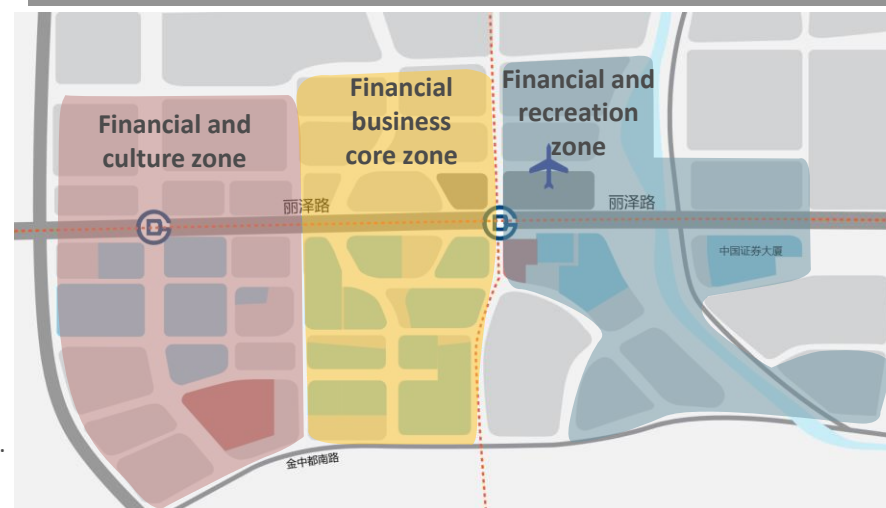 Financial and
culture zone
Financial
business
core zone
Financial and
recreation
zone
丽泽路
丽泽路
中国证券大厦
金中都南路
.